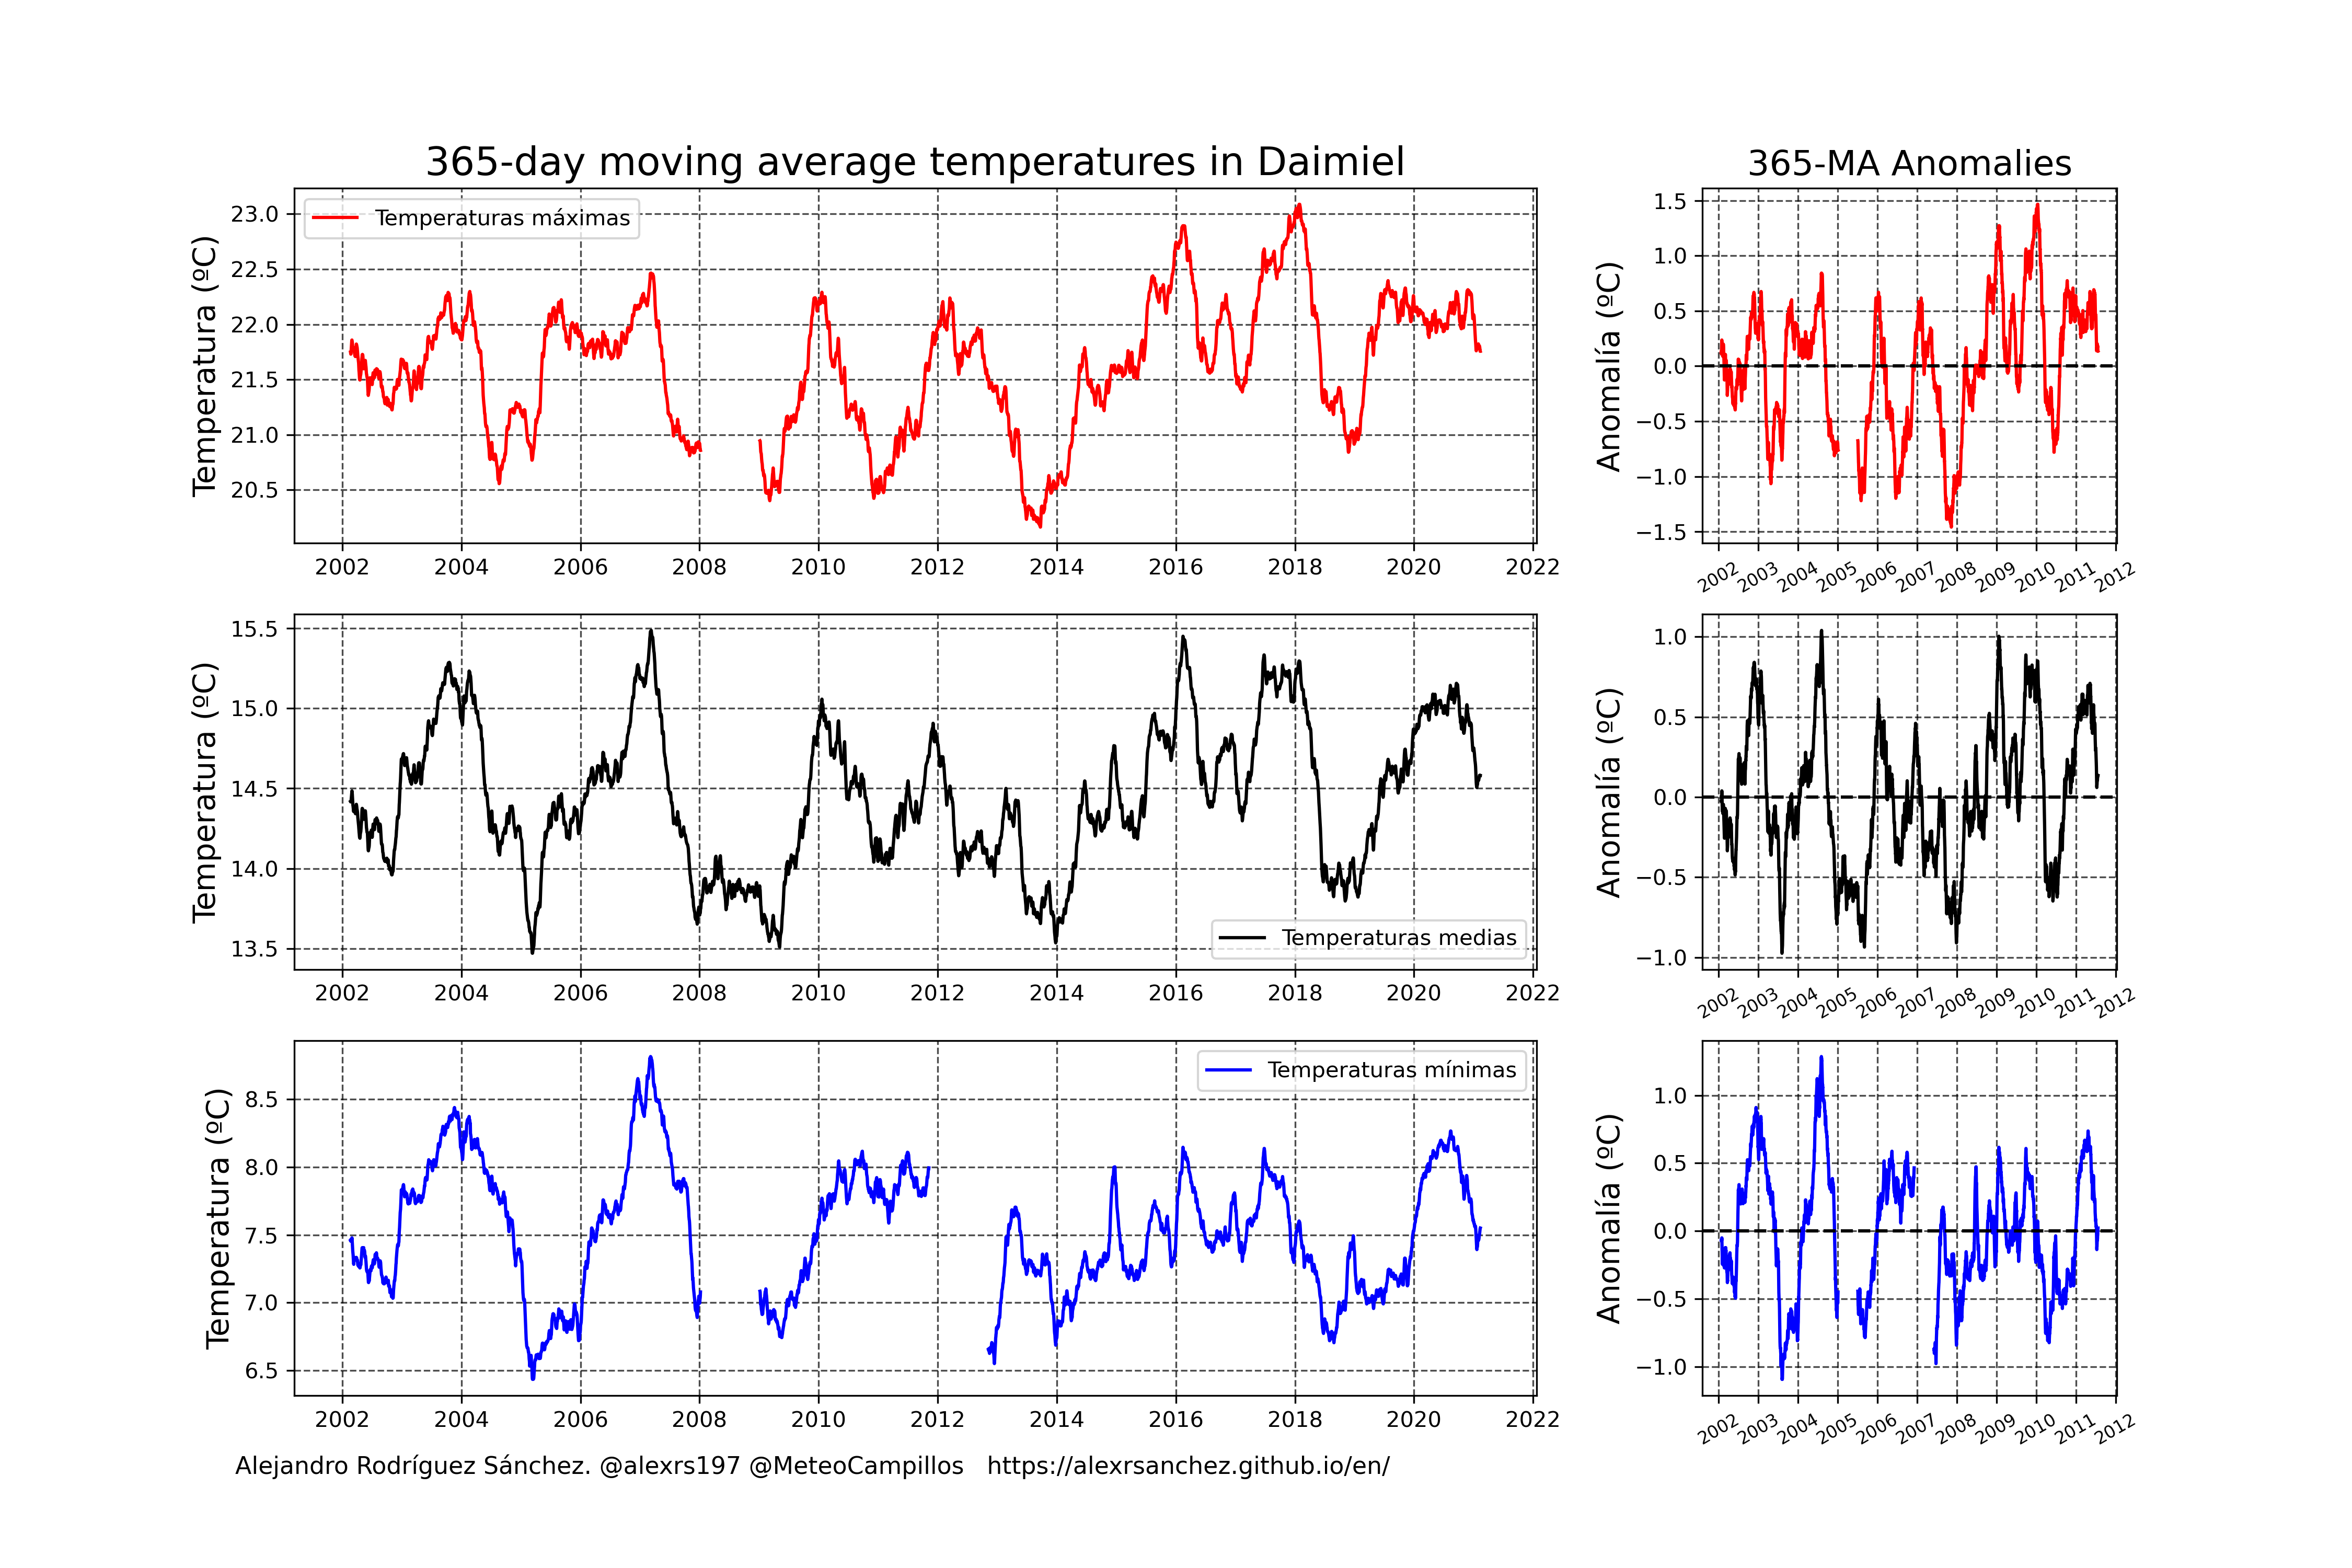 365-day moving average temperatures in Daimiel
Temperatura (ºC)
23.0
22.5
22.0
21.5
21.0
20.5
Temperaturas máximas
2002 2004 2006 2008 2010 2012 2014 2016 2018 2020 2022
365-MA Anomalies
Anomalía (ºC)
1.5
1.0
0.5
0.0
−0.5
−1.0
−1.5
2002 2003 2004 2005 2006 2007 2008 2009 2010 2011 2012
Temperatura (ºC)
15.5
15.0
14.5
14.0
13.5
Temperaturas medias
2002 2004 2006 2008 2010 2012 2014 2016 2018 2020 2022
Anomalía (ºC)
1.0
0.5
0.0
−0.5
−1.0
2002 2003 2004 2005 2006 2007 2008 2009 2010 2011 2012
Temperatura (ºC)
8.5
8.0
7.5
7.0
6.5
Temperaturas mínimas
2002 2004 2006 2008 2010 2012 2014 2016 2018 2020 2022
Anomalía (ºC)
1.0
0.5
0.0
−0.5
−1.0
2002 2003 2004 2005 2006 2007 2008 2009 2010 2011 2012
Alejandro Rodríguez Sánchez. @alexrs197 @MeteoCampillos https://alexrsanchez.github.io/en/